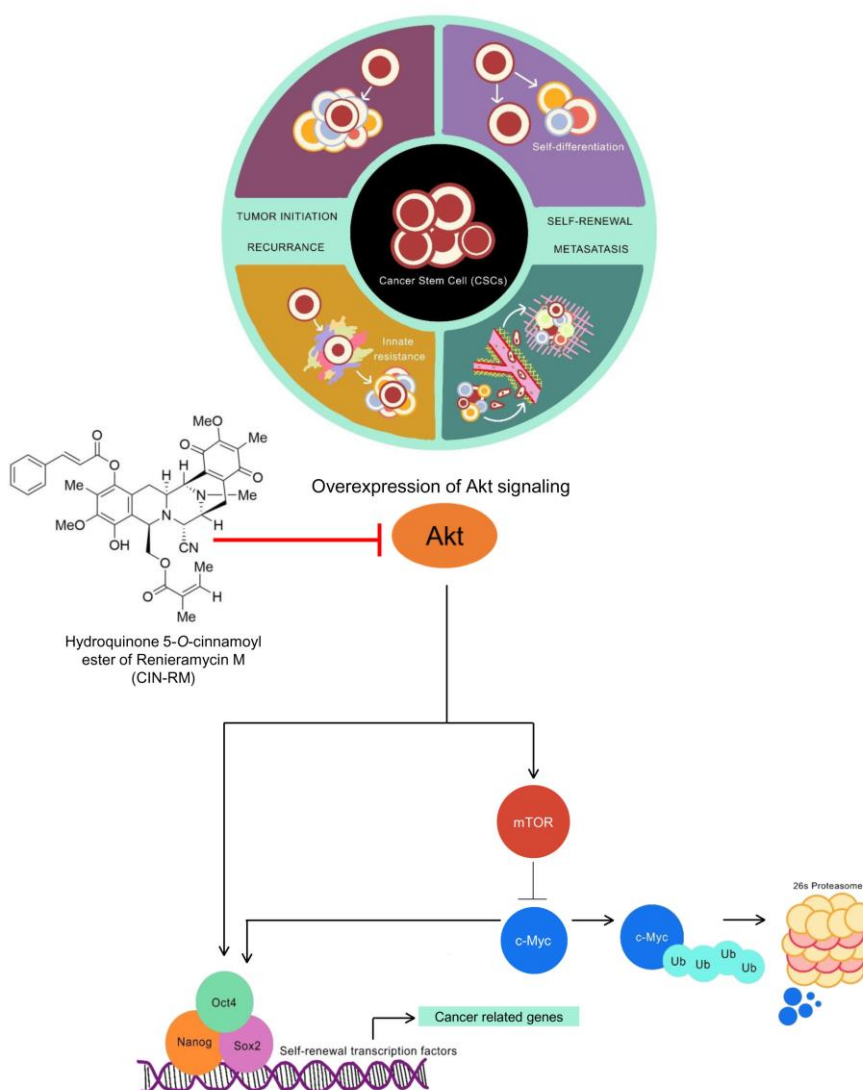 Self-differentiation
TUMOR INITIATION
RECURRANCE
SELF-RENEWAL
METASATASIS
Cancer Stem Cell (CSCs)
Innate
resistance
O
O
Me
MeO
OH
H
N
H
O
MeO
Me
O
N
Me
H
CN
O
O
Me
H
Me
Hydroquinone 5-O-cinnamoyl
ester of Renieramycin M
(CIN-RM)
Overexpression of Akt signaling
Akt
mTOR
c-Myc
c-Myc
Ub
Ub
Ub
Ub
26s Proteasome
Oct4
Nanog
Sox2
Self-renewal transcription factors
Cancer related genes